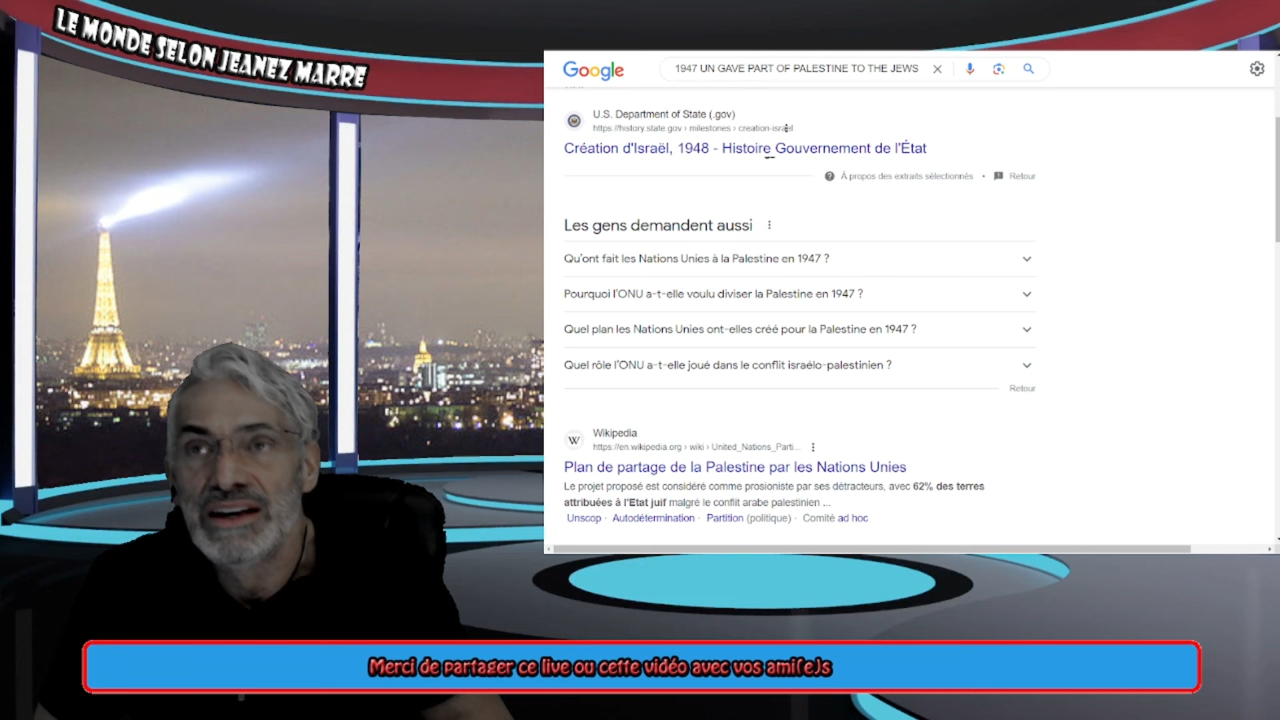 LE MONDE SELON JEANEZ MARRE
Google
1947 UN GAVE PART OF PALESTINE TO THE JEWS
U.S. Department of State (.gov)
https://history.state.gov › milestones › creation-israel
Création d'Israël, 1948 - Histoire Gouvernement de l'État
À propos des extraits sélectionnés • Retour
Les gens demandent aussi
Qu'ont fait les Nations Unies à la Palestine en 1947 ?
Pourquoi l'ONU a-t-elle voulu diviser la Palestine en 1947 ?
Quel plan les Nations Unies ont-elles créé pour la Palestine en 1947 ?
Quel rôle l'ONU a-t-elle joué dans le conflit israélo-palestinien ?
Retour
W
Wikipedia
https://en.wikipedia.org › wiki › United_Nations_Parti...
Plan de partage de la Palestine par les Nations Unies
Le projet proposé est considéré comme prosioniste par ses détracteurs, avec 62% des terres
attribuées à l'Etat juif malgré le conflit arabe palestinien ...
Unscop · Autodétermination · Partition (politique) · Comité ad hoc
Merci de partager ce live ou cette vidéo avec vos ami(e)s